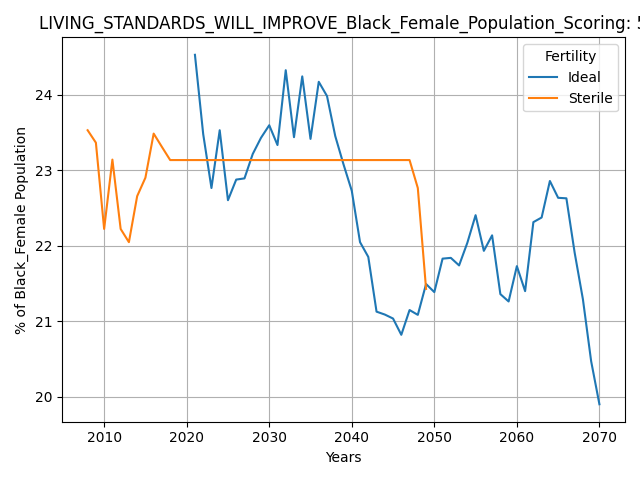 LIVING_STANDARDS_WILL_IMPROVE_Black_Female_Population_Scoring: 5
Fertility
Ideal
Sterile
% of Black_Female Population
24
23
22
21
20
2010 2020 2030 2040 2050 2060 2070
Years